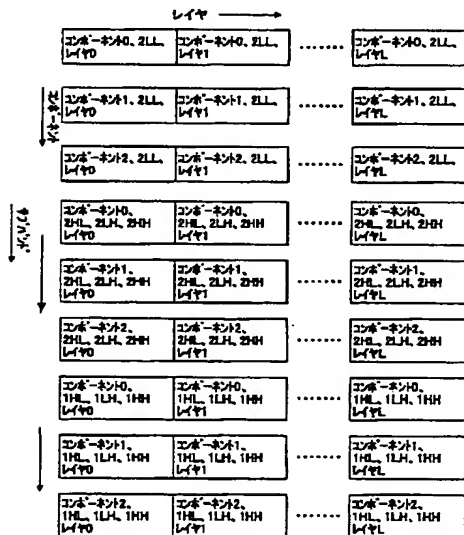 レイヤ
コンポーネント0、2LL、
レイヤ0
コンポーネント0、2LL、
レイヤ1
コンポーネント0、2LL、
レイヤL
コンポーネント
コンポーネント1、2LL、
レイヤ0
コンポーネント1、2LL、
レイヤ1
コンポーネント1、2LL、
レイヤL
コンポーネント2、2LL、
レイヤ0
コンポーネント2、2LL、
レイヤ1
コンポーネント2、2LL、
レイヤL
サブバンド
コンポーネント0、
2HL、2LH、2HH
レイヤ0
コンポーネント0、
2HL、2LH、2HH
レイヤ1
コンポーネント0、
2HL、2LH、2HH
レイヤL
コンポーネント1、
2HL、2LH、2HH
レイヤ0
コンポーネント1、
2HL、2LH、2HH
レイヤ1
コンポーネント1、
2HL、2LH、2HH
レイヤL
コンポーネント2、
2HL、2LH、2HH
レイヤ0
コンポーネント2、
2HL、2LH、2HH
レイヤ1
コンポーネント2、
2HL、2LH、2HH
レイヤL
コンポーネント0、
1HL、1LH、1HH
レイヤ0
コンポーネント0、
1HL、1LH、1HH
レイヤ1
コンポーネント0、
1HL、1LH、1HH
レイヤL
コンポーネント1、
1HL、1LH、1HH
レイヤ0
コンポーネント1、
1HL、1LH、1HH
レイヤ1
コンポーネント1、
1HL、1LH、1HH
レイヤL
コンポーネント2、
1HL、1LH、1HH
レイヤ0
コンポーネント2、
1HL、1LH、1HH
レイヤ1
コンポーネント2、
1HL、1LH、1HH
レイヤL